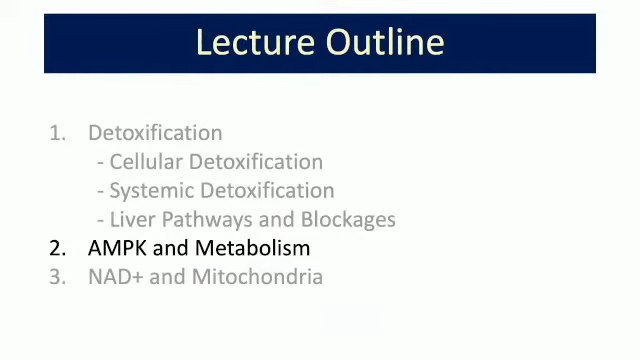 Lecture Outline
1. Detoxification
- Cellular Detoxification
- Systemic Detoxification
- Liver Pathways and Blockages
2. AMPK and Metabolism
3. NAD+ and Mitochondria